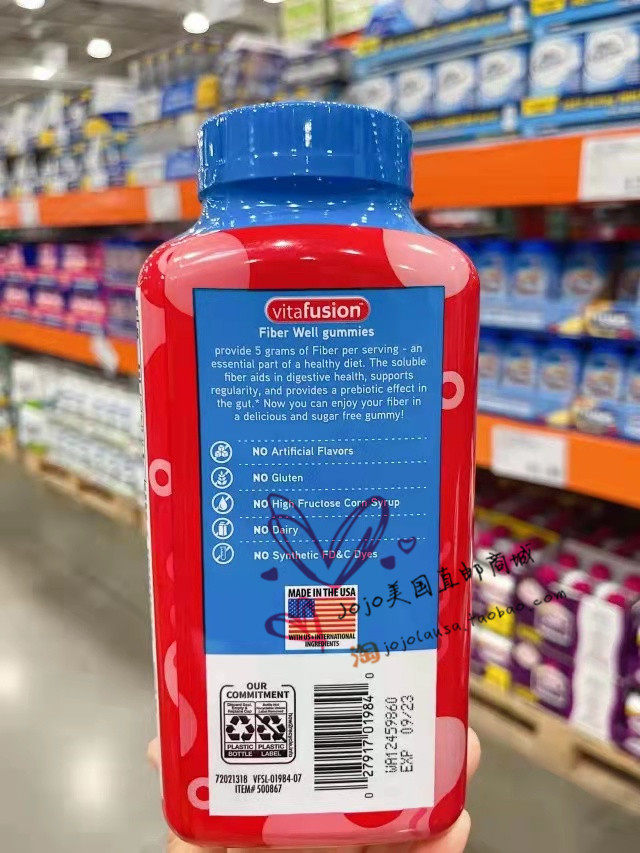 vitafusion
Fiber Well gummies
provide 5 grams of Fiber per serving - an
essential part of a healthy diet. The soluble
fiber aids in digestive health, supports
regularity, and provides a prebiotic effect in
the gut.* Now you can enjoy your fiber in
a delicious and sugar free gummy!
NO Artificial Flavors
NO Gluten
NO High Fructose Corn Syrup
NO Dairy
NO Synthetic FD&C Dyes
MADE IN THE USA
WITH US & INTERNATIONAL
INGREDIENTS
Jojo美国直邮商城
淘 jojolausa.taobao.com
OUR
COMMITMENT
PLASTIC
BOTTLE
PLASTIC
LABEL
72021318 VFSL-01984-07
ITEM# 500867
0 27917 01984 0
WA12459860
EXP 09/23